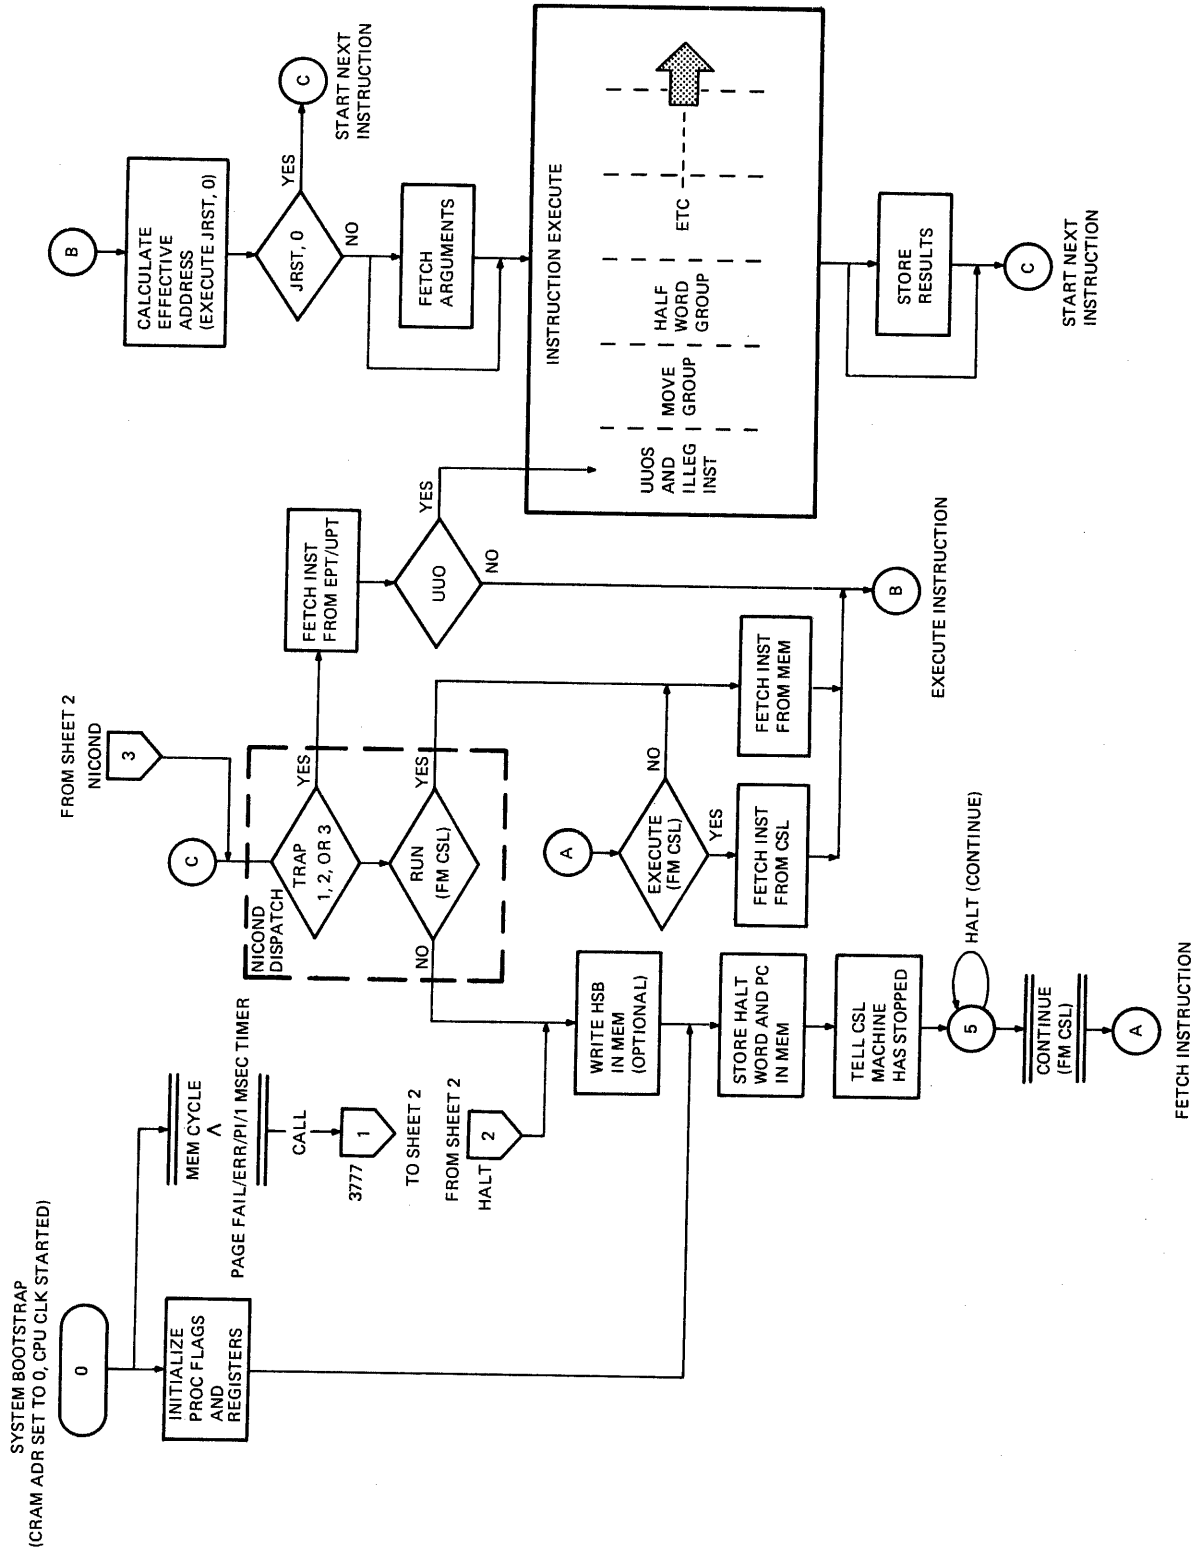 SYSTEM BOOTSTRAP
(CRAM ADR SET TO 0, CPU CLK STARTED)
0
INITIALIZE
PROC FLAGS
AND
REGISTERS
MEM CYCLE
Λ
PAGE FAIL/ERR/PI/1 MSEC TIMER
CALL
3777
1
TO SHEET 2
FROM SHEET 2
HALT
2
FROM SHEET 2
NICOND
3
C
NICOND
DISPATCH
TRAP
1, 2, OR 3
YES
RUN
(FM CSL)
YES
NO
FETCH INST
FROM EPT/UPT
UUO
YES
NO
WRITE HSB
IN MEM
(OPTIONAL)
STORE HALT
WORD AND PC
IN MEM
TELL CSL
MACHINE
HAS STOPPED
5
HALT (CONTINUE)
CONTINUE
(FM CSL)
A
FETCH INSTRUCTION
A
EXECUTE
(FM CSL)
NO
YES
FETCH INST
FROM CSL
FETCH INST
FROM MEM
B
EXECUTE INSTRUCTION
B
CALCULATE
EFFECTIVE
ADDRESS
(EXECUTE JRST, 0)
JRST, 0
YES
C
START NEXT
INSTRUCTION
NO
FETCH
ARGUMENTS
INSTRUCTION EXECUTE
UUOS
AND
ILLEG
INST
MOVE
GROUP
HALF
WORD
GROUP
ETC
STORE
RESULTS
C
START NEXT
INSTRUCTION